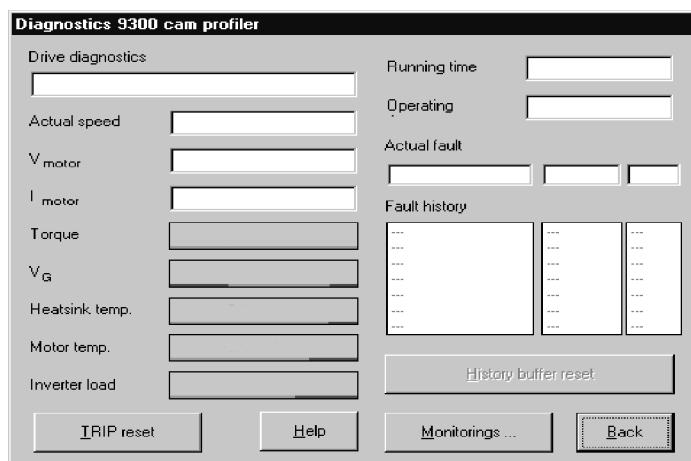 Diagnostics 9300 cam profiler
Drive diagnostics
Actual speed
V motor
I motor
Torque
VG
Heatsink temp.
Motor temp.
Inverter load
Running time
Operating
Actual fault
Fault history
--- --- ---
--- --- ---
--- --- ---
--- --- ---
--- --- ---
--- --- ---
--- --- ---
History buffer reset
TRIP reset
Help
Monitorings ...
Back